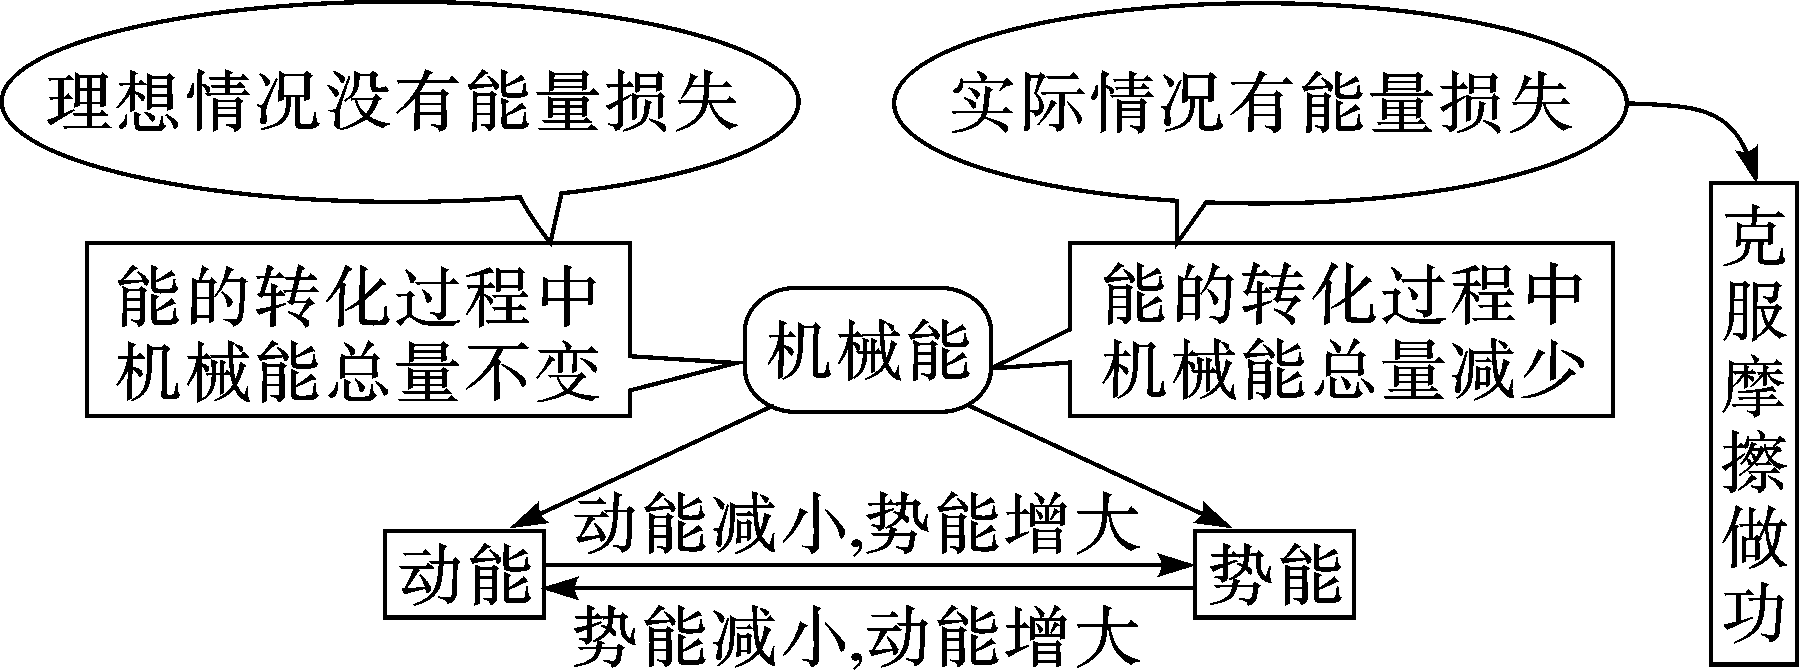 理想情况没有能量损失
实际情况有能量损失
能的转化过程中
机械能总量不变
机械能
能的转化过程中
机械能总量减少
克服摩擦做功
动能减小,势能增大
动能
势能
势能减小,动能增大